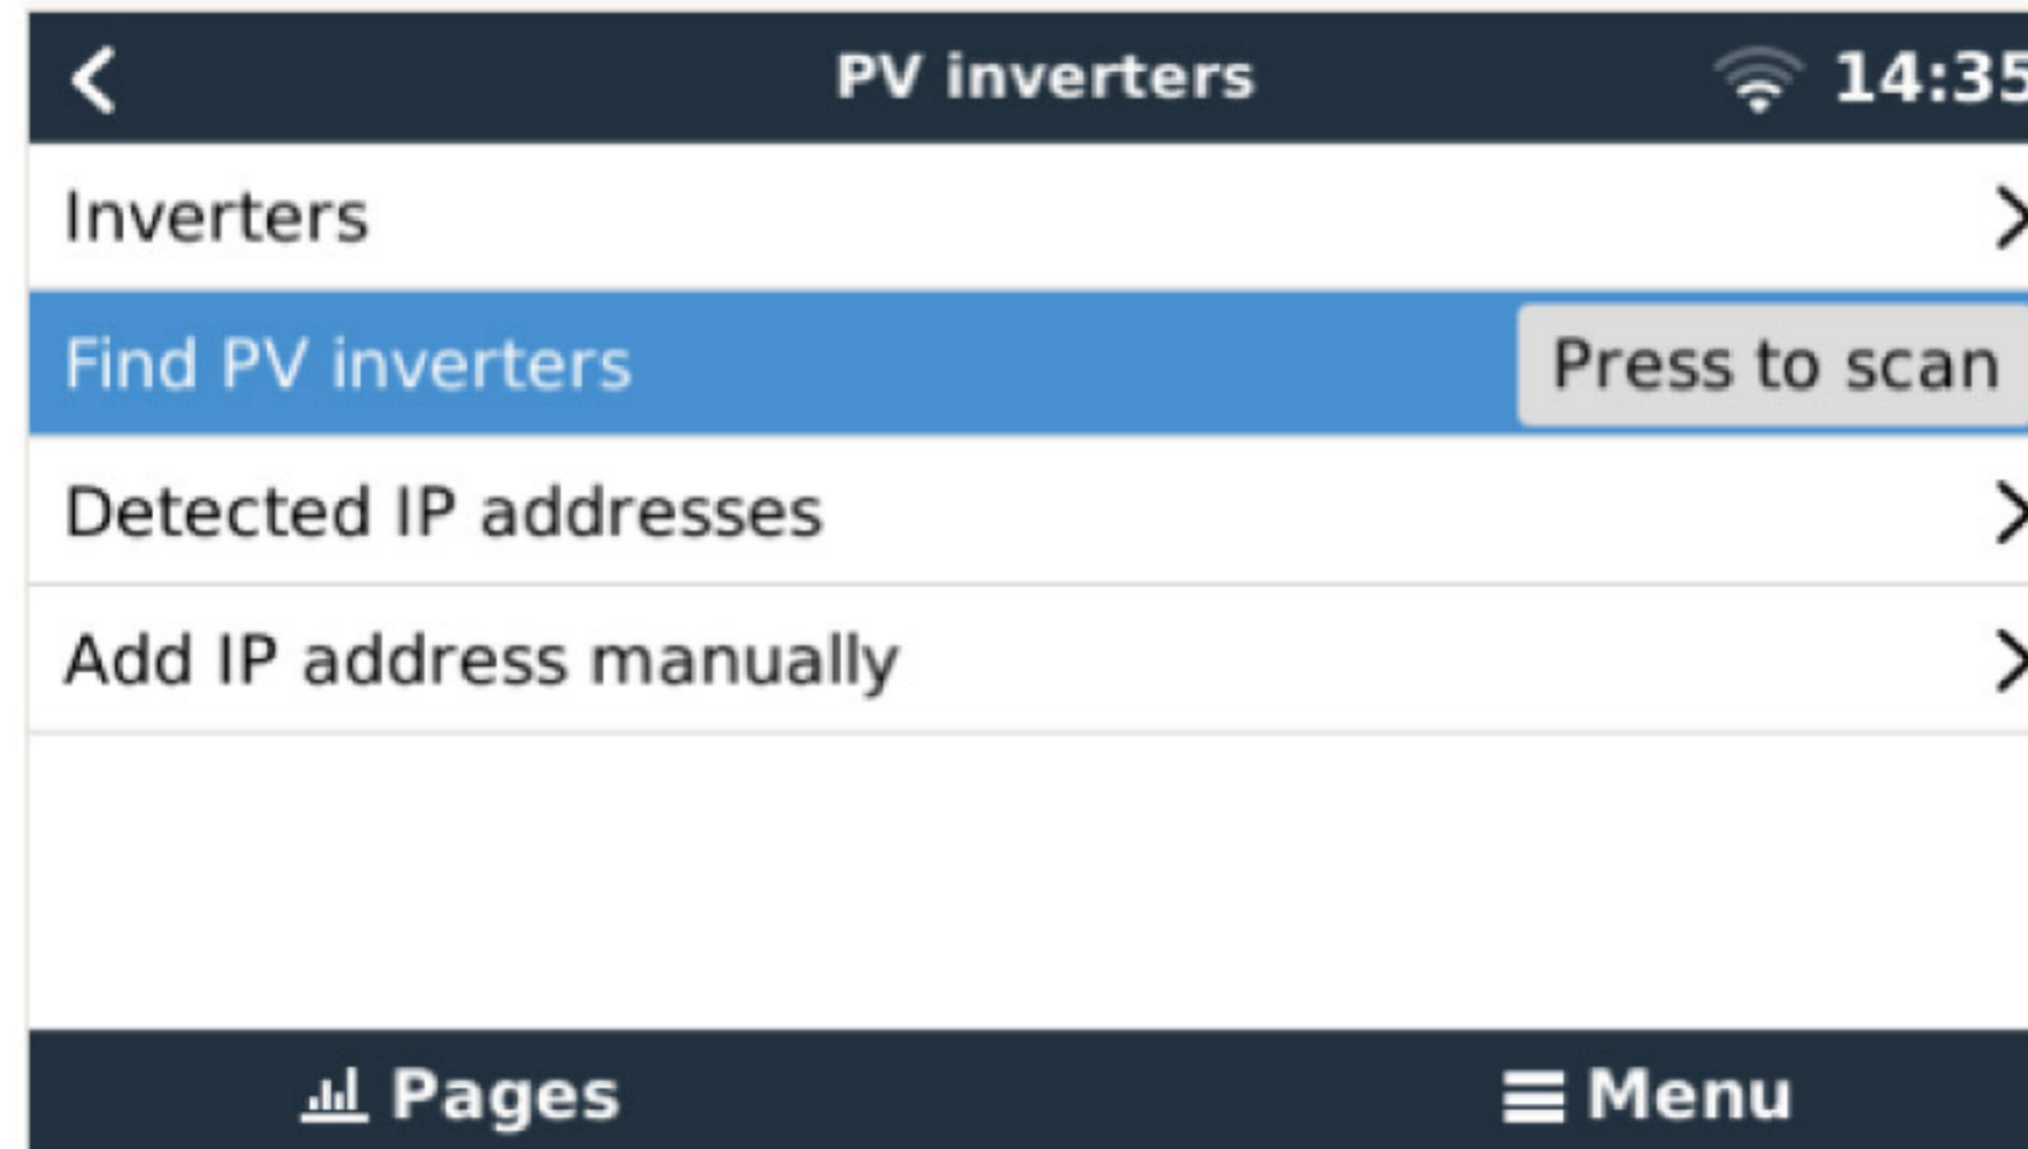 PV inverters 14:35
Inverters
Find PV inverters Press to scan
Detected IP addresses
Add IP address manually
Pages Menu